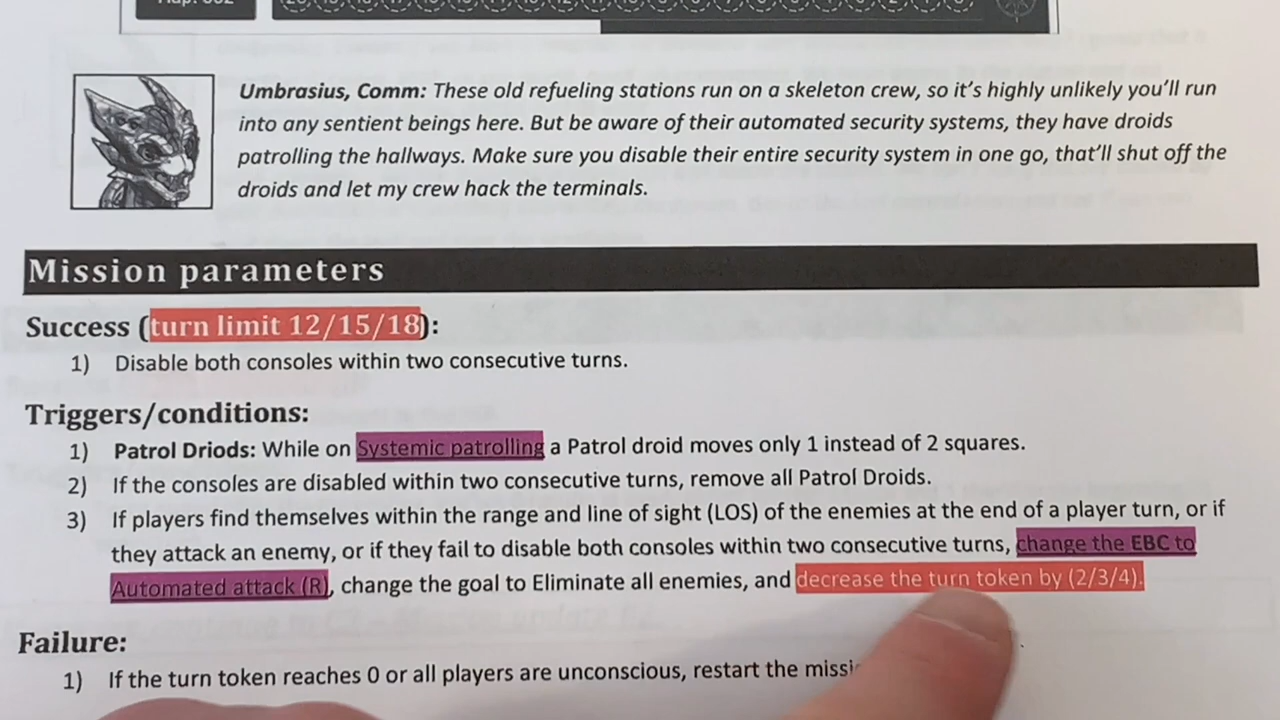 Umbrasius, Comm: These old refueling stations run on a skeleton crew, so it's highly unlikely you'll run
into any sentient beings here. But be aware of their automated security systems, they have droids
patrolling the hallways. Make sure you disable their entire security system in one go, that'll shut off the
droids and let my crew hack the terminals.
Mission parameters
Success (turn limit 12/15/18):
1) Disable both consoles within two consecutive turns.
Triggers/conditions:
1) Patrol Driods: While on Systemic patrolling a Patrol droid moves only 1 instead of 2 squares.
2) If the consoles are disabled within two consecutive turns, remove all Patrol Droids.
3) If players find themselves within the range and line of sight (LOS) of the enemies at the end of a player turn, or if
they attack an enemy, or if they fail to disable both consoles within two consecutive turns, change the EBC to
Automated attack (R), change the goal to Eliminate all enemies, and decrease the turn token by (2/3/4).
Failure:
1) If the turn token reaches 0 or all players are unconscious, restart the